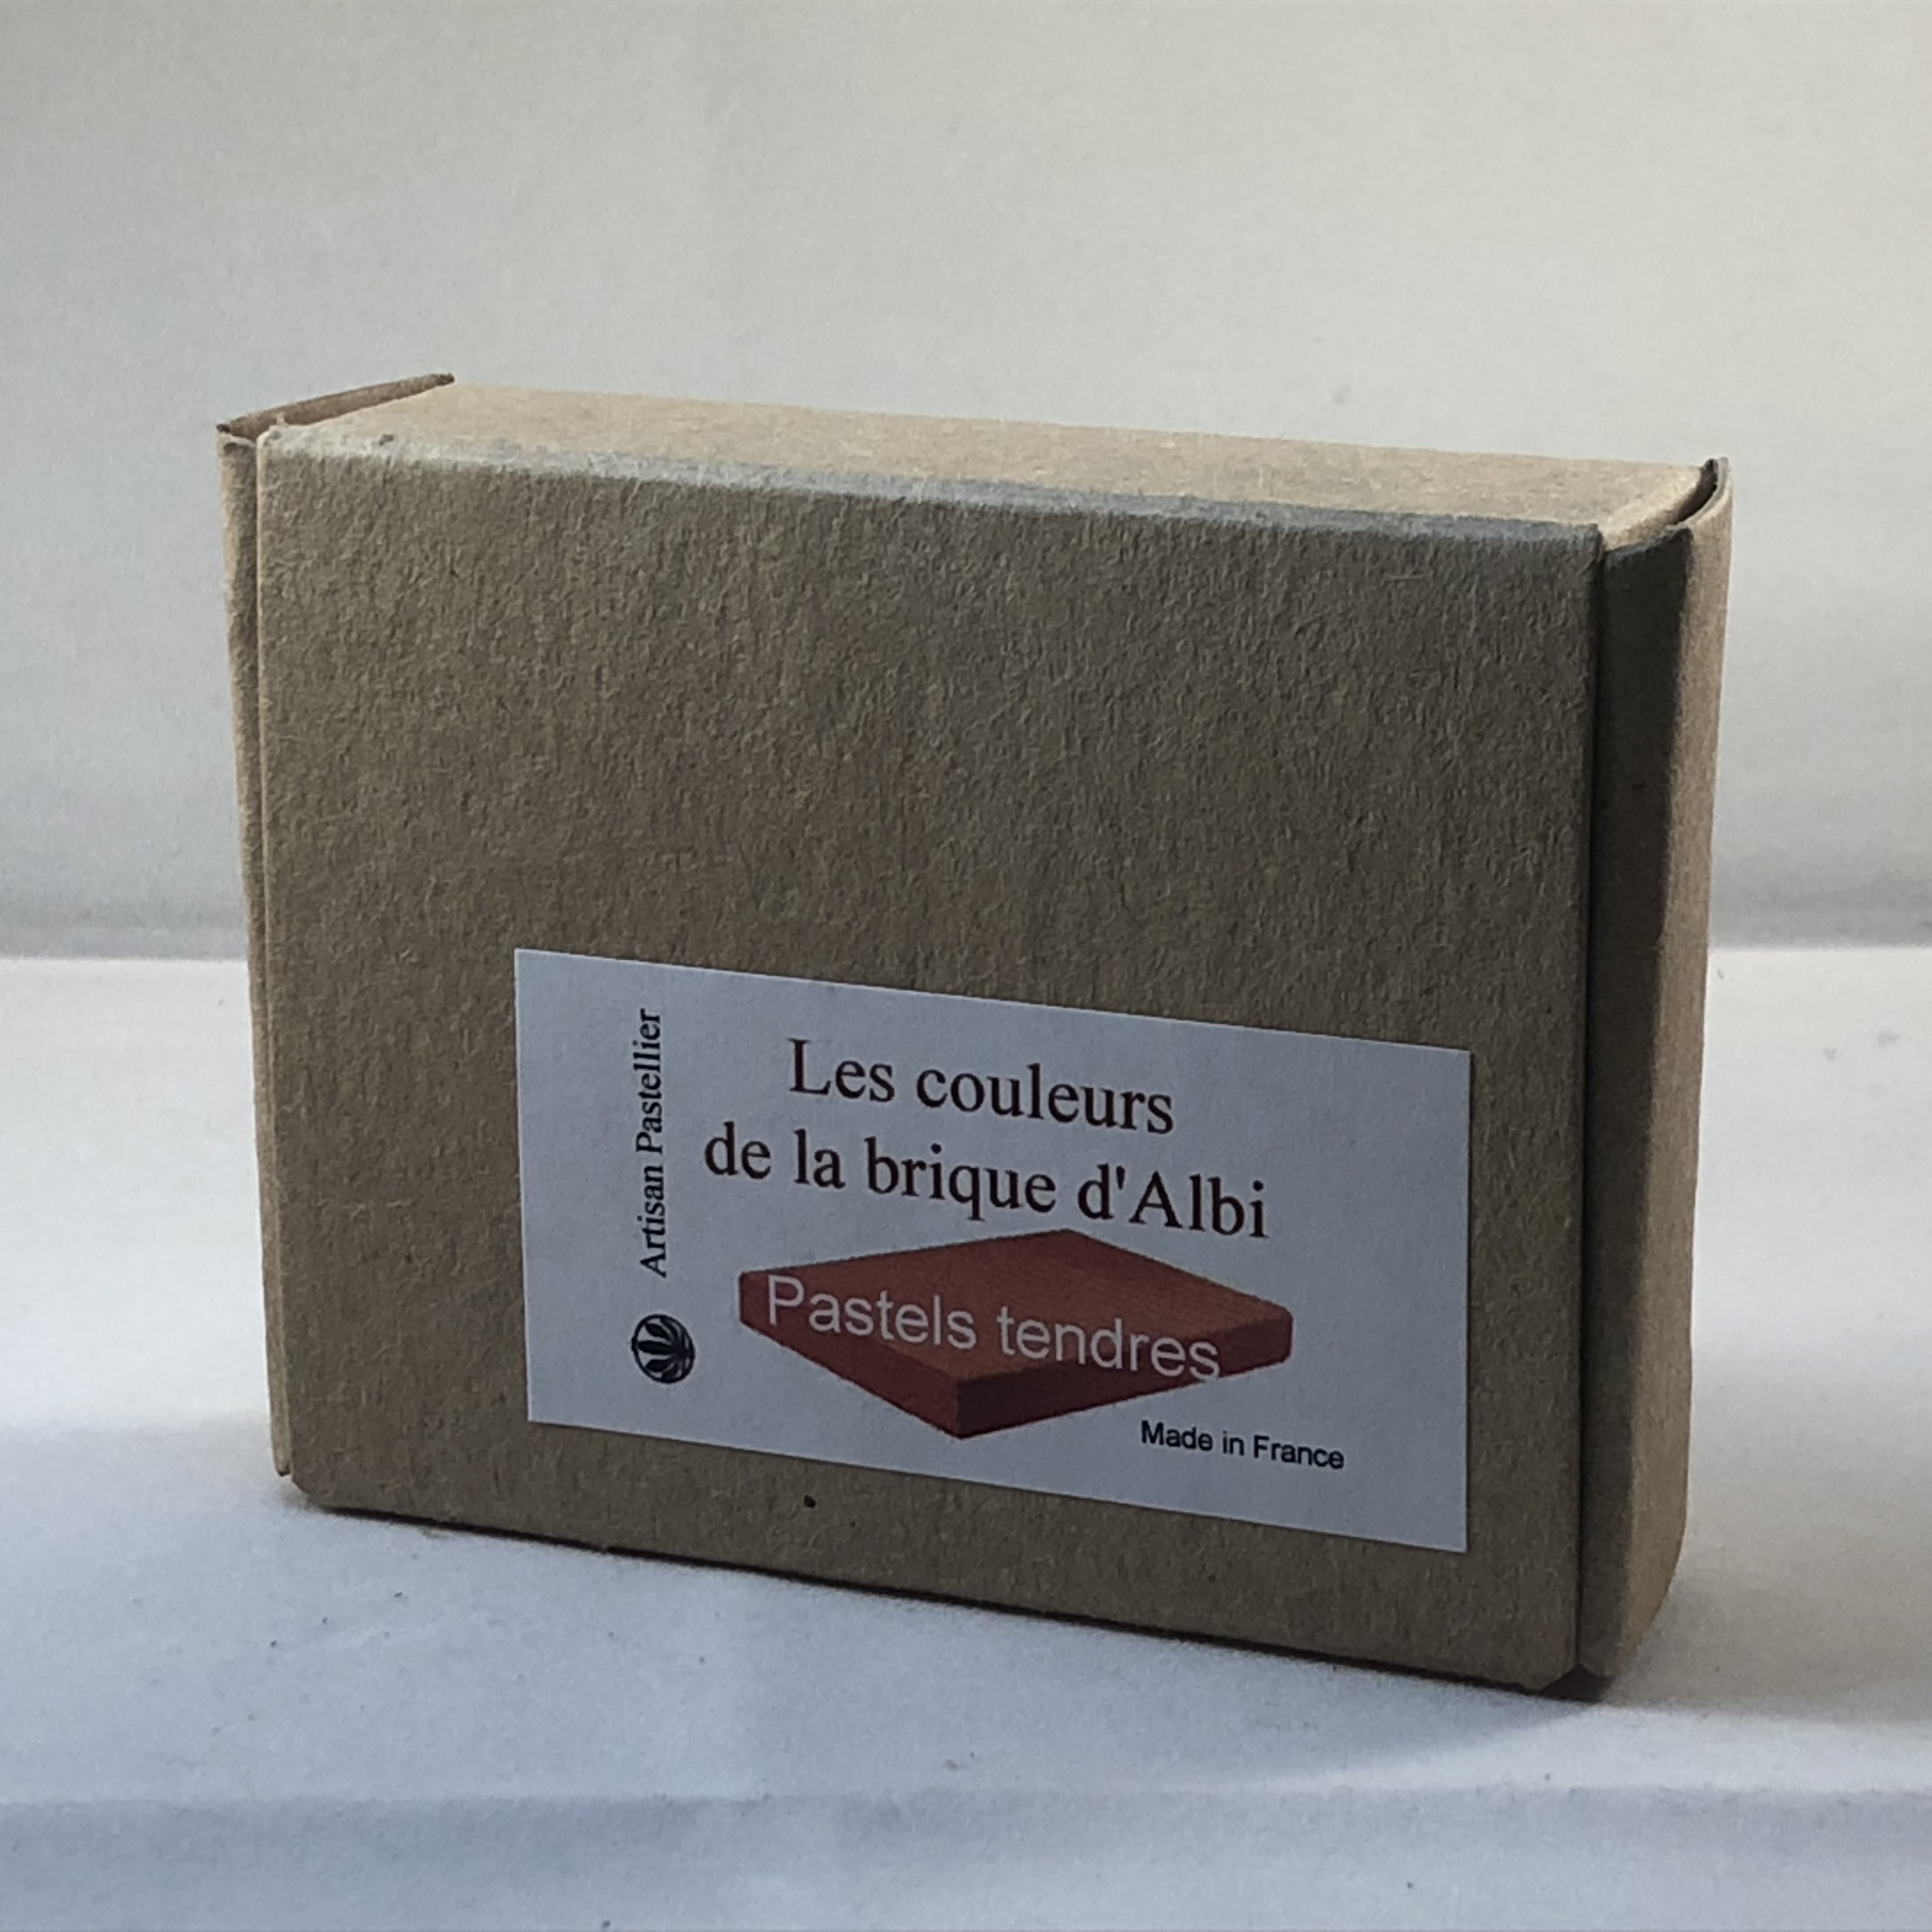 Artisan Pastellier
Les couleurs
de la brique d'Albi
Pastels tendres
Made in France